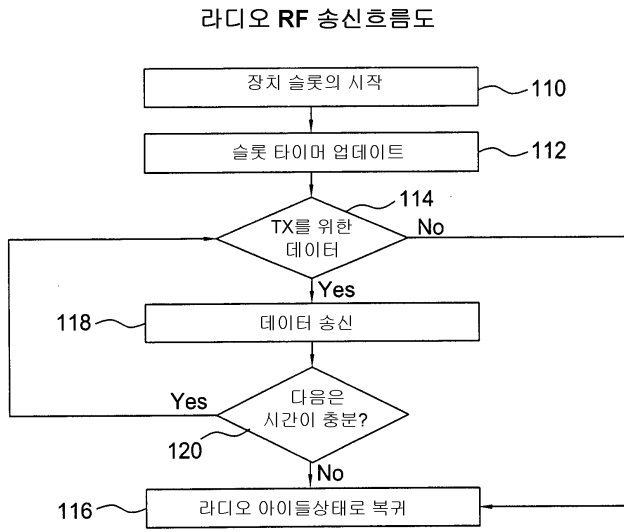 라디오 RF 송신흐름도
장치 슬롯의 시작
110
슬롯 타이머 업데이트
112
114
TX를 위한
데이터
No
Yes
118
데이터 송신
다음은
시간이 충분?
Yes
120
No
116
라디오 아이들상태로 복귀